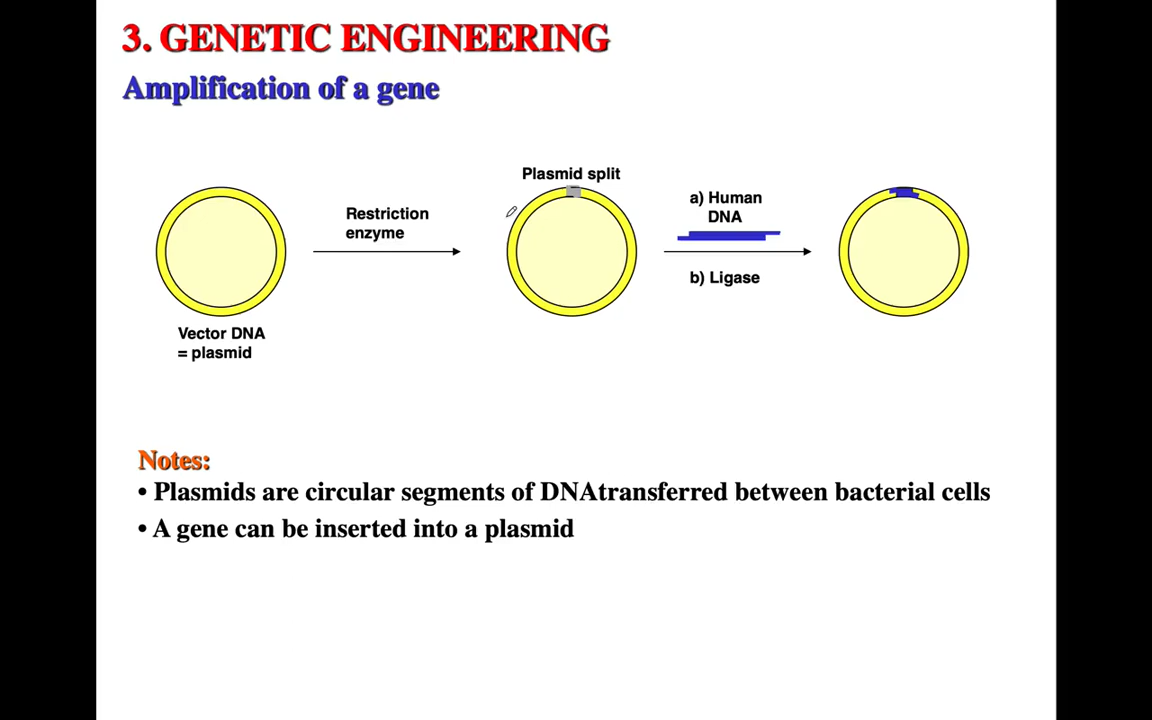 3. GENETIC ENGINEERING
Amplification of a gene
Plasmid split
Restriction
enzyme
a) Human
DNA
b) Ligase
Vector DNA
= plasmid
Notes:
• Plasmids are circular segments of DNAtransferred between bacterial cells
• A gene can be inserted into a plasmid